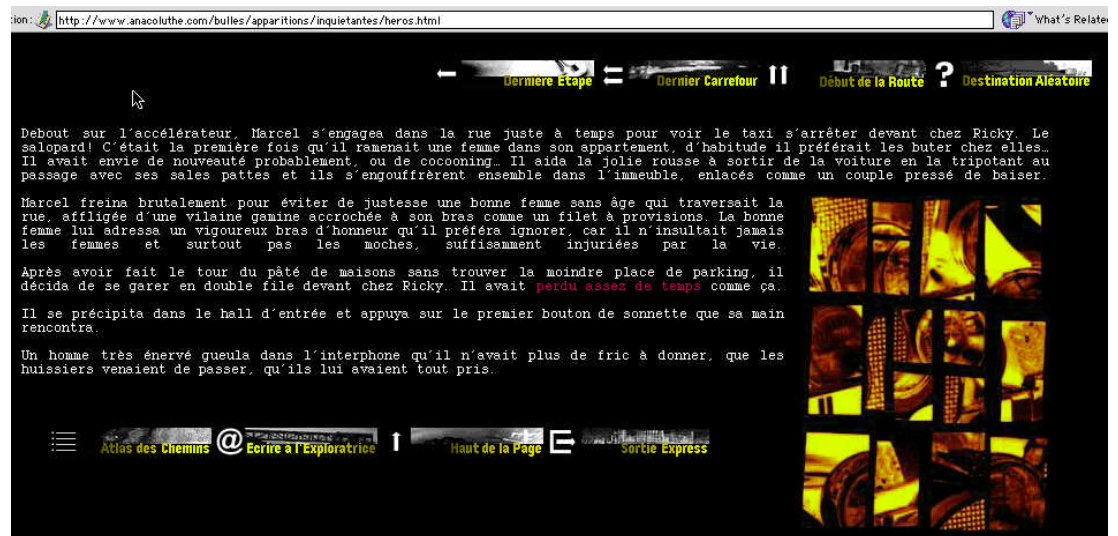 ion: http://www.anacoluthe.com/bulles/apparitions/inquietantes/heros.html What's Relate
Dernière Etape Dernier Carrefour Début de la Route ? Destination Aléatoire
Debout sur l'accélérateur, Marcel s'engagea dans la rue juste à temps pour voir le taxi s'arrêter devant chez Ricky. Le
salopard! C'était la première fois qu'il ramenait une femme dans son appartement, d'habitude il préférait les buter chez elles…
Il avait envie de nouveauté probablement, ou de cocooning… Il aida la jolie rousse à sortir de la voiture en la tripotant au
passage avec ses sales pattes et ils s'engouffrèrent ensemble dans l'immeuble, enlacés comme un couple pressé de baiser.
Marcel freina brutalement pour éviter de justesse une bonne femme sans âge qui traversait la
rue, affligée d'une vilaine gamine accrochée à son bras comme un filet à provisions. La bonne
femme lui adressa un vigoureux bras d'honneur qu'il préféra ignorer, car il n'insultait jamais
les femmes et surtout pas les moches, suffisamment injuriées par la vie.
Après avoir fait le tour du pâté de maisons sans trouver la moindre place de parking, il
décida de se garer en double file devant chez Ricky. Il avait perdu assez de temps comme ça.
Il se précipita dans le hall d'entrée et appuya sur le premier bouton de sonnette que sa main
rencontra.
Un homme très énervé gueula dans l'interphone qu'il n'avait plus de fric à donner, que les
huissiers venaient de passer, qu'ils lui avaient tout pris.
Atlas des Chemins @ Ecrire à l'Exploratrice Haut de la Page Sortie Express